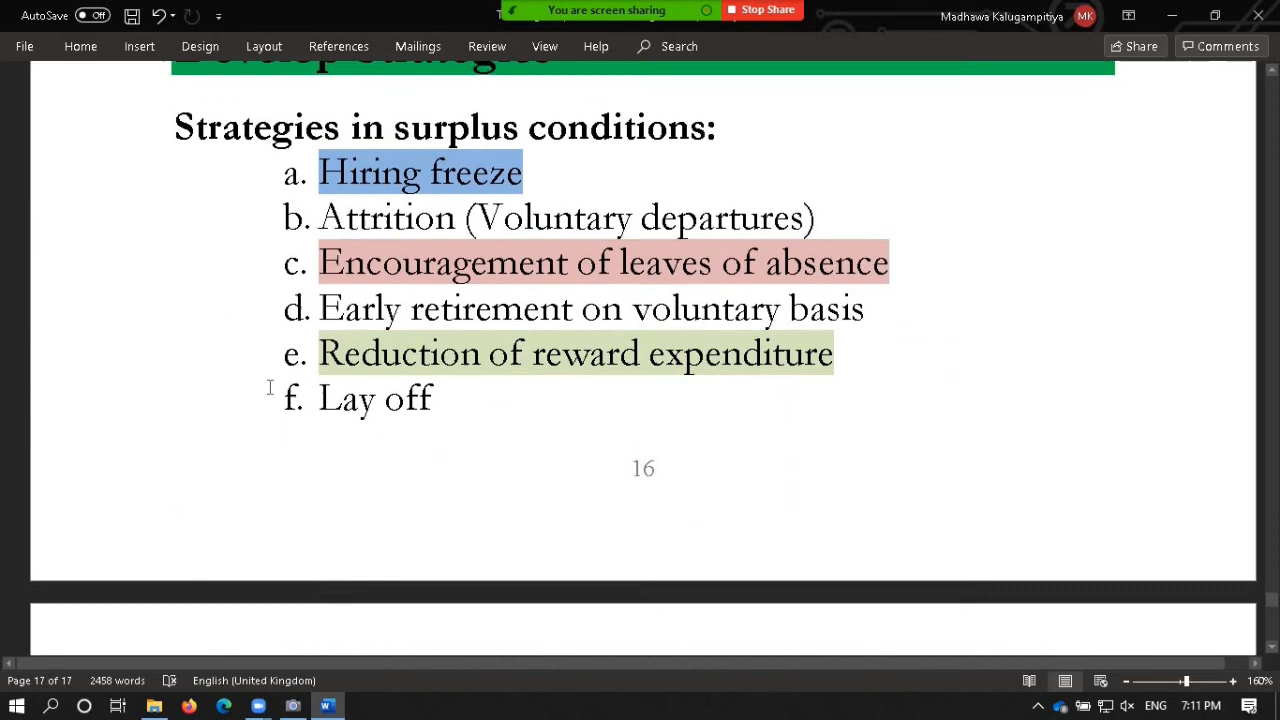 AutoSave Off
You are screen sharing Stop Share
Madhawa Kalugampitiya MK
File Home Insert Design Layout References Mailings Review View Help Search Share Comments
Develop strategies
Strategies in surplus conditions:
a. Hiring freeze
b. Attrition (Voluntary departures)
c. Encouragement of leaves of absence
d. Early retirement on voluntary basis
e. Reduction of reward expenditure
f. Lay off
16
Page 17 of 17 2458 words English (United Kingdom) 160%
ENG 7:11 PM